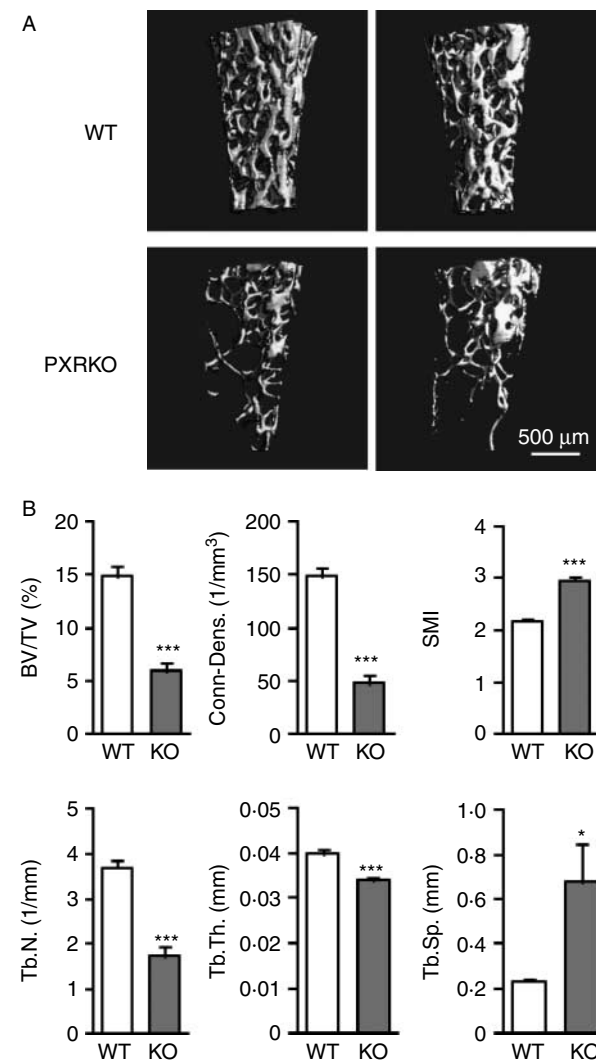 A
WT
PXRKO
500 µm
B
BV/TV (%)
20
15
10
5
0
***
WT KO
Conn-Dens. (1/mm³)
200
150
100
50
0
***
WT KO
SMI
4
3
2
1
0
***
WT KO
Tb.N. (1/mm)
5
4
3
2
1
0
***
WT KO
Tb.Th. (mm)
0·05
0·04
0·03
0·02
0·01
0
***
WT KO
Tb.Sp. (mm)
1·0
0·8
0·6
0·4
0·2
0
*
WT KO